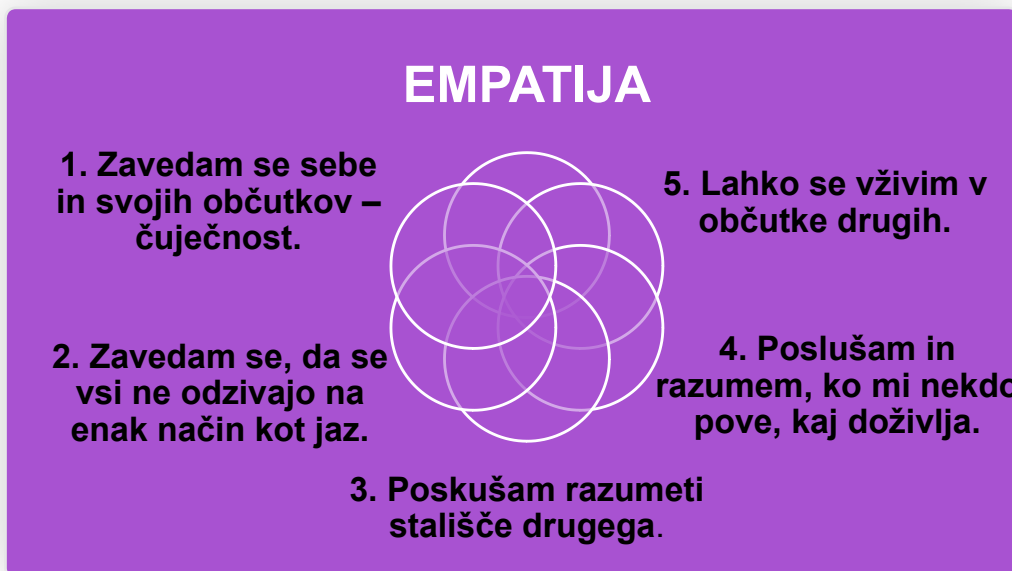 EMPATIJA
1. Zavedam se sebe
in svojih občutkov –
čuječnost.
2. Zavedam se, da se
vsi ne odzivajo na
enak način kot jaz.
3. Poskušam razumeti
stališče drugega.
4. Poslušam in
razumem, ko mi nekdo
pove, kaj doživlja.
5. Lahko se vživim v
občutke drugih.